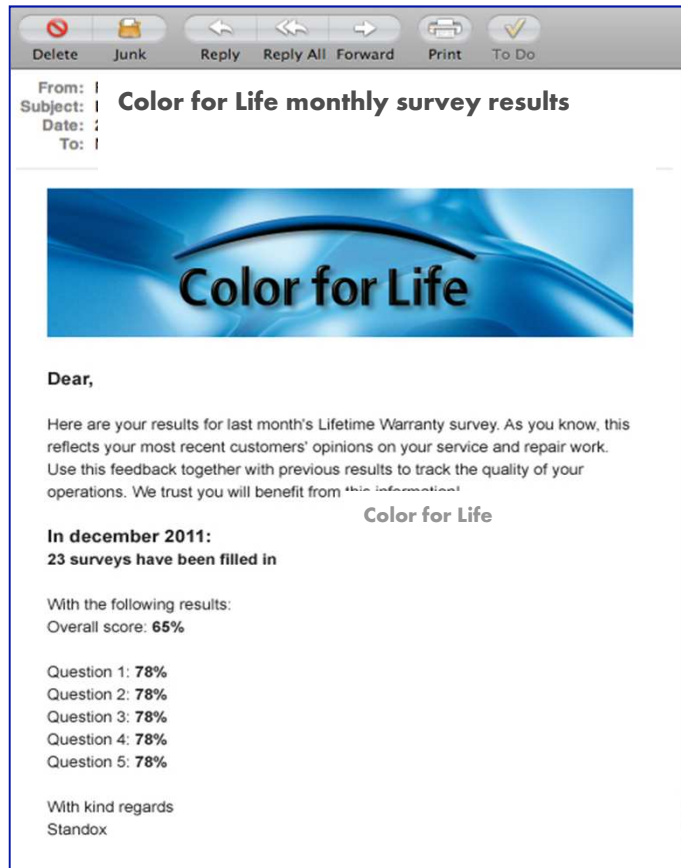 Delete Junk Reply Reply All Forward Print To Do
From:
Subject:
Date:
To:
Color for Life monthly survey results
Color for Life
Dear,
Here are your results for last month's Lifetime Warranty survey. As you know, this
reflects your most recent customers' opinions on your service and repair work.
Use this feedback together with previous results to track the quality of your
operations. We trust you will benefit from this information!
Color for Life
In december 2011:
23 surveys have been filled in
With the following results:
Overall score: 65%
Question 1: 78%
Question 2: 78%
Question 3: 78%
Question 4: 78%
Question 5: 78%
With kind regards
Standox